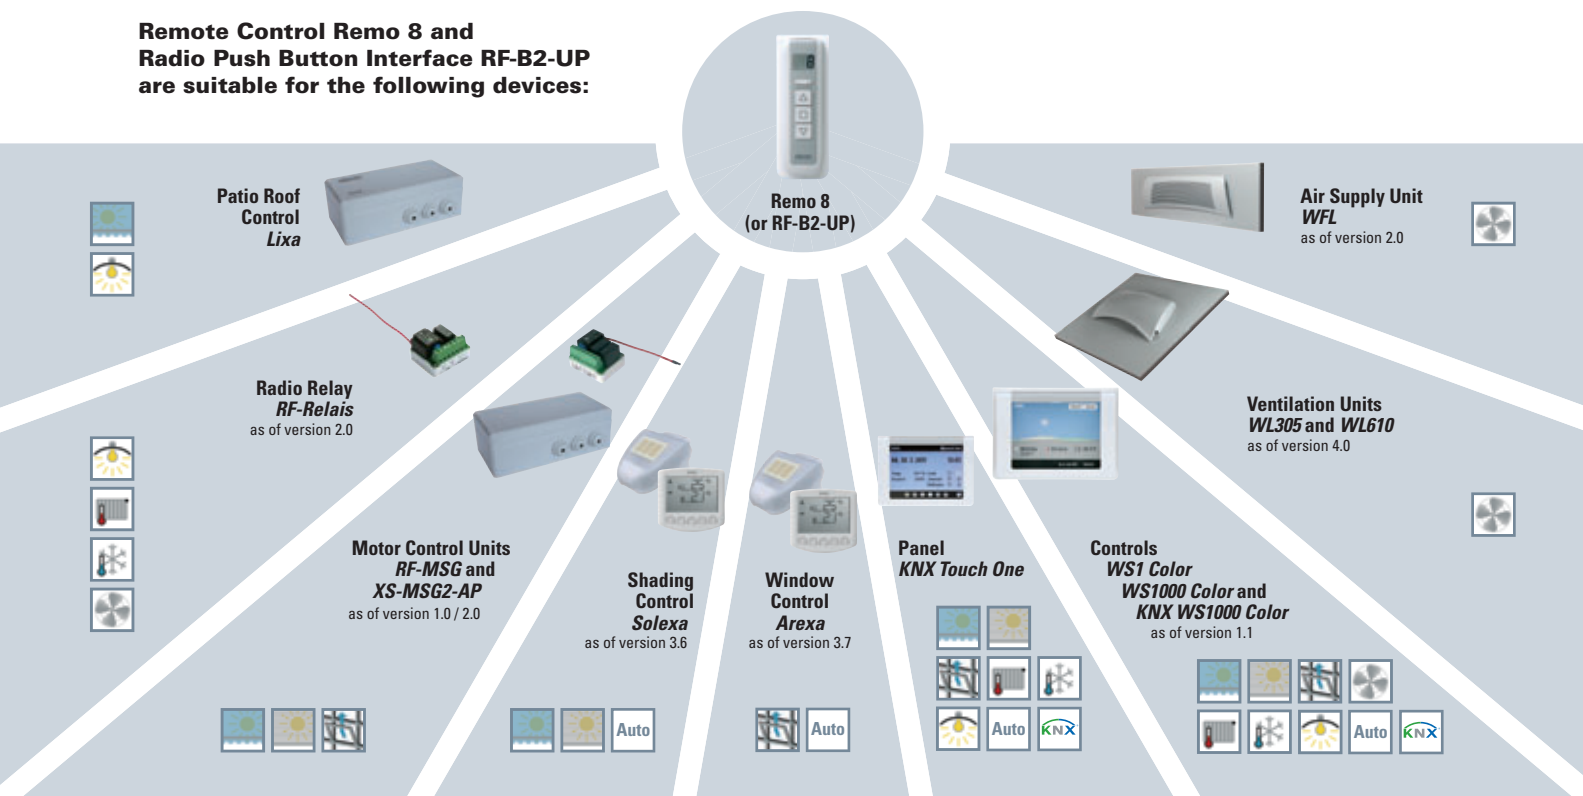 Remote Control Remo 8 and
Radio Push Button Interface RF-B2-UP
are suitable for the following devices:
8
Remo 8
(or RF-B2-UP)
Patio Roof
Control
Lixa
Air Supply Unit
WFL
as of version 2.0
Radio Relay
RF-Relais
as of version 2.0
Ventilation Units
WL305 and WL610
as of version 4.0
Motor Control Units
RF-MSG and
XS-MSG2-AP
as of version 1.0 / 2.0
Shading
Control
Solexa
as of version 3.6
Window
Control
Arexa
as of version 3.7
Panel
KNX Touch One
Controls
WS1 Color
WS1000 Color and
KNX WS1000 Color
as of version 1.1
Auto
Auto
Auto
KNX
Auto
KNX